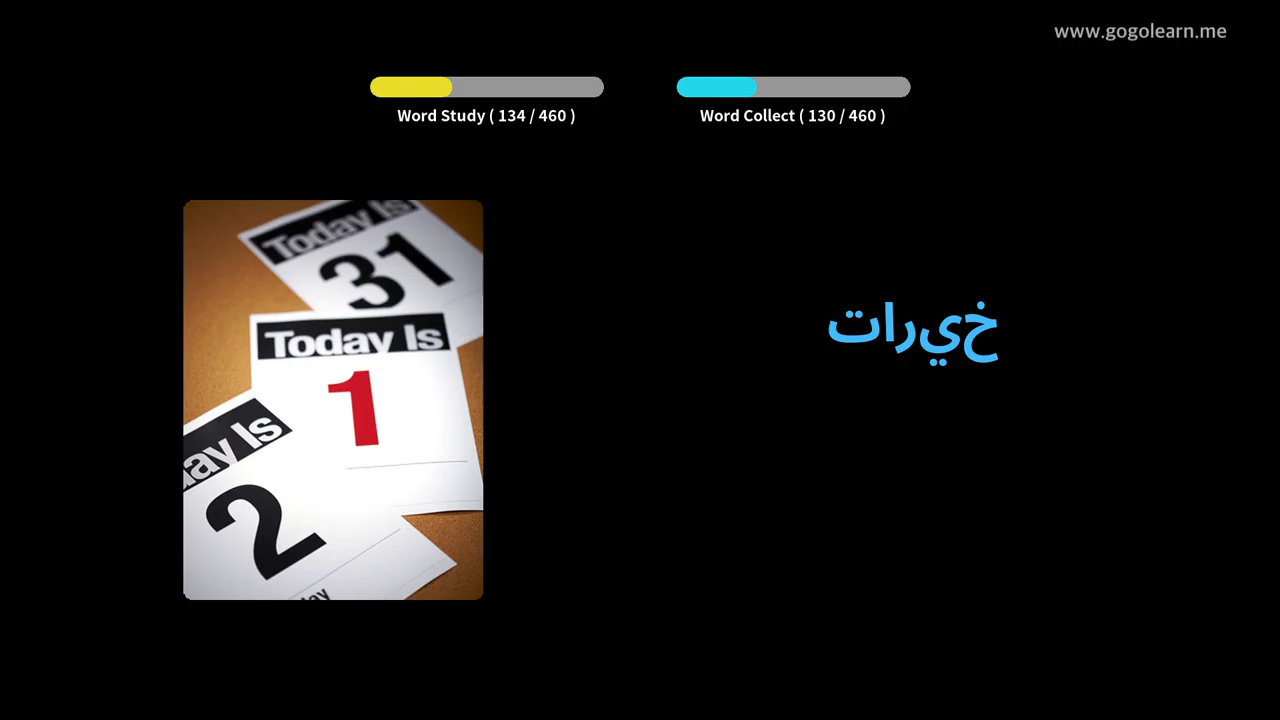 www.gogolearn.me
Word Study ( 134 / 460 )
Word Collect ( 130 / 460 )
Today Is
31
Today Is
1
ay Is
2
day
تاريخ